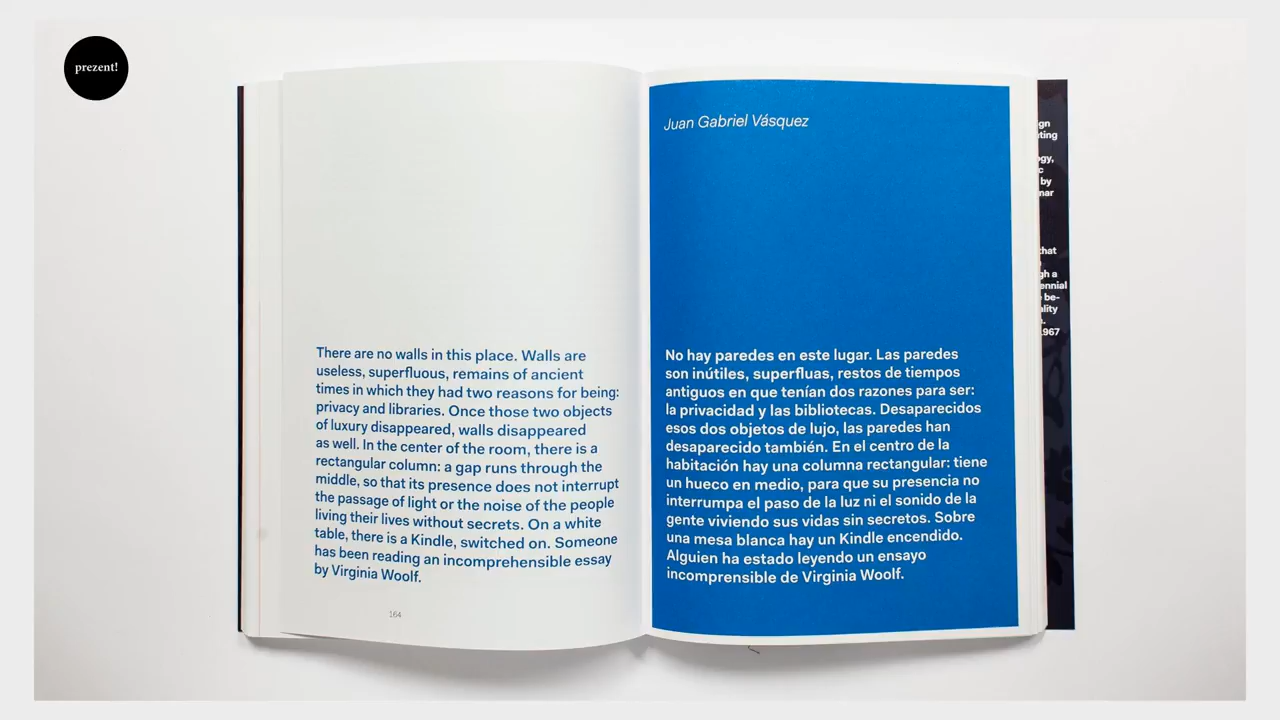 prezent!
There are no walls in this place. Walls are
useless, superfluous, remains of ancient
times in which they had two reasons for being:
privacy and libraries. Once those two objects
of luxury disappeared, walls disappeared
as well. In the center of the room, there is a
rectangular column: a gap runs through the
middle, so that its presence does not interrupt
the passage of light or the noise of the people
living their lives without secrets. On a white
table, there is a Kindle, switched on. Someone
has been reading an incomprehensible essay
by Virginia Woolf.
164
Juan Gabriel Vásquez
No hay paredes en este lugar. Las paredes
son inútiles, superfluas, restos de tiempos
antiguos en que tenían dos razones para ser:
la privacidad y las bibliotecas. Desaparecidos
esos dos objetos de lujo, las paredes han
desaparecido también. En el centro de la
habitación hay una columna rectangular: tiene
un hueco en medio, para que su presencia no
interrumpa el paso de la luz ni el sonido de la
gente viviendo sus vidas sin secretos. Sobre
una mesa blanca hay un Kindle encendido.
Alguien ha estado leyendo un ensayo
incomprensible de Virginia Woolf.
by
that
a
be-